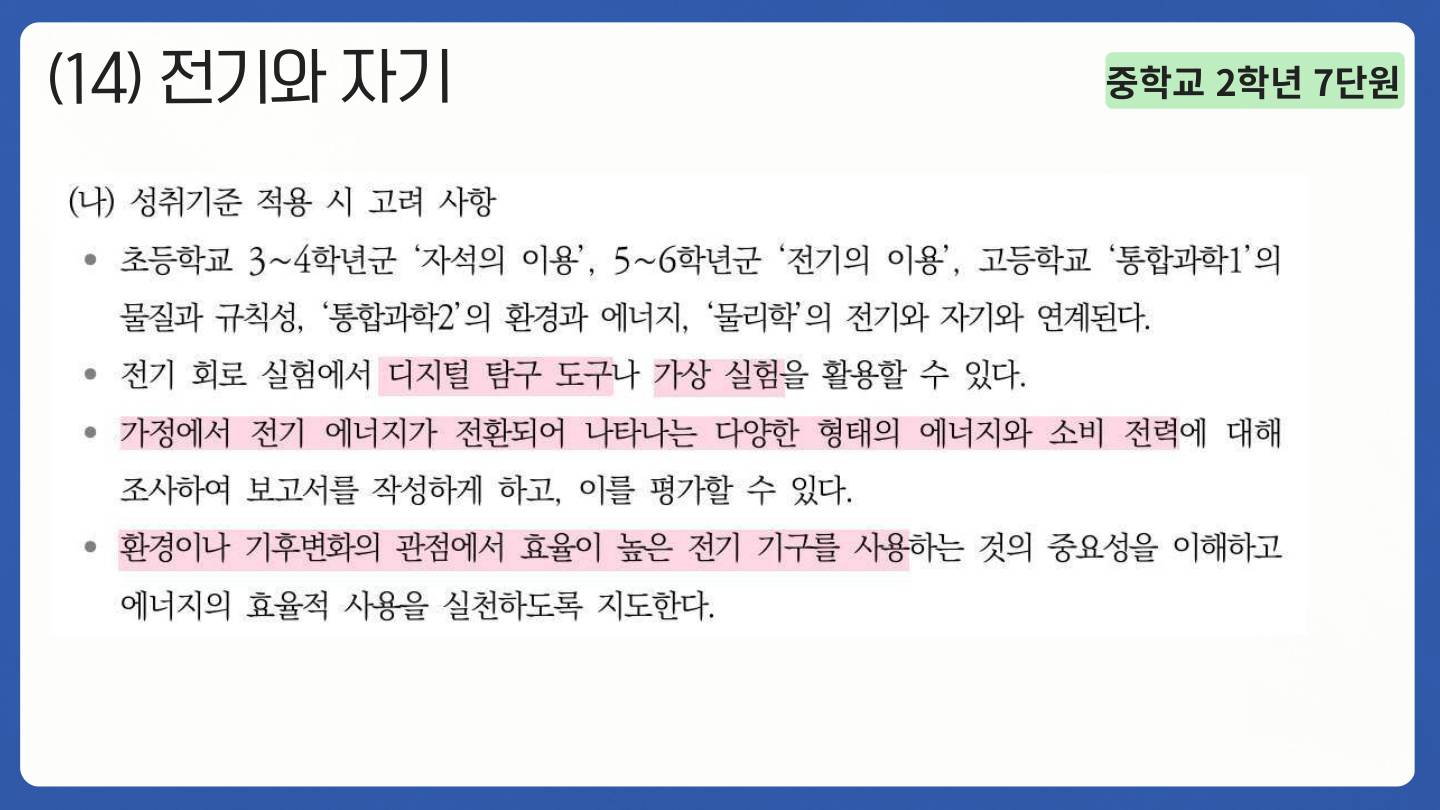 (14) 전기와 자기
중학교 2학년 7단원
(나) 성취기준 적용 시 고려 사항
• 초등학교 3~4학년군 ‘자석의 이용’, 5~6학년군 ‘전기의 이용’, 고등학교 ‘통합과학1’의
물질과 규칙성, ‘통합과학2’의 환경과 에너지, ‘물리학’의 전기와 자기와 연계된다.
• 전기 회로 실험에서 디지털 탐구 도구나 가상 실험을 활용할 수 있다.
• 가정에서 전기 에너지가 전환되어 나타나는 다양한 형태의 에너지와 소비 전력에 대해
조사하여 보고서를 작성하게 하고, 이를 평가할 수 있다.
• 환경이나 기후변화의 관점에서 효율이 높은 전기 기구를 사용하는 것의 중요성을 이해하고
에너지의 효율적 사용을 실천하도록 지도한다.